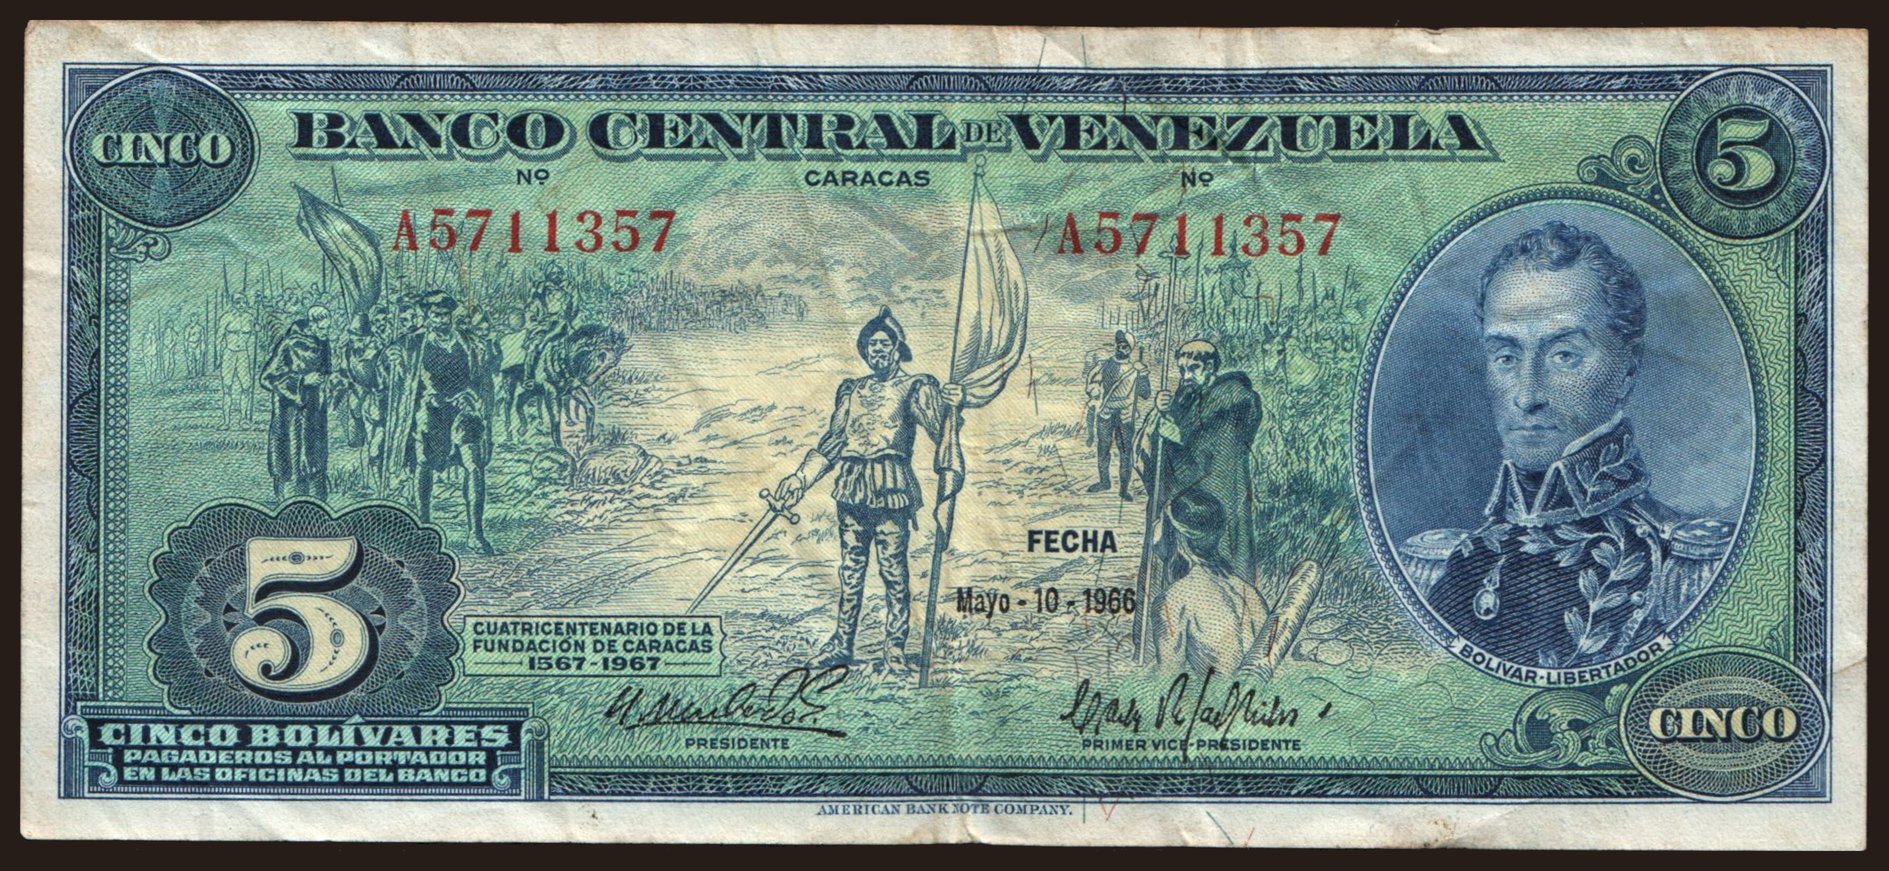 CINCO
BANCO CENTRAL DE VENEZUELA
5
Nº CARACAS Nº
A5711357 A5711357
FECHA
Mayo - 10 - 1966
5
CUATRICENTENARIO DE LA
FUNDACIÓN DE CARACAS
1567-1967
BOLÍVAR-LIBERTADOR
CINCO BOLÍVARES
PAGADEROS AL PORTADOR
EN LAS OFICINAS DEL BANCO
PRESIDENTE
PRIMER VICE-PRESIDENTE
CINCO
AMERICAN BANK NOTE COMPANY.